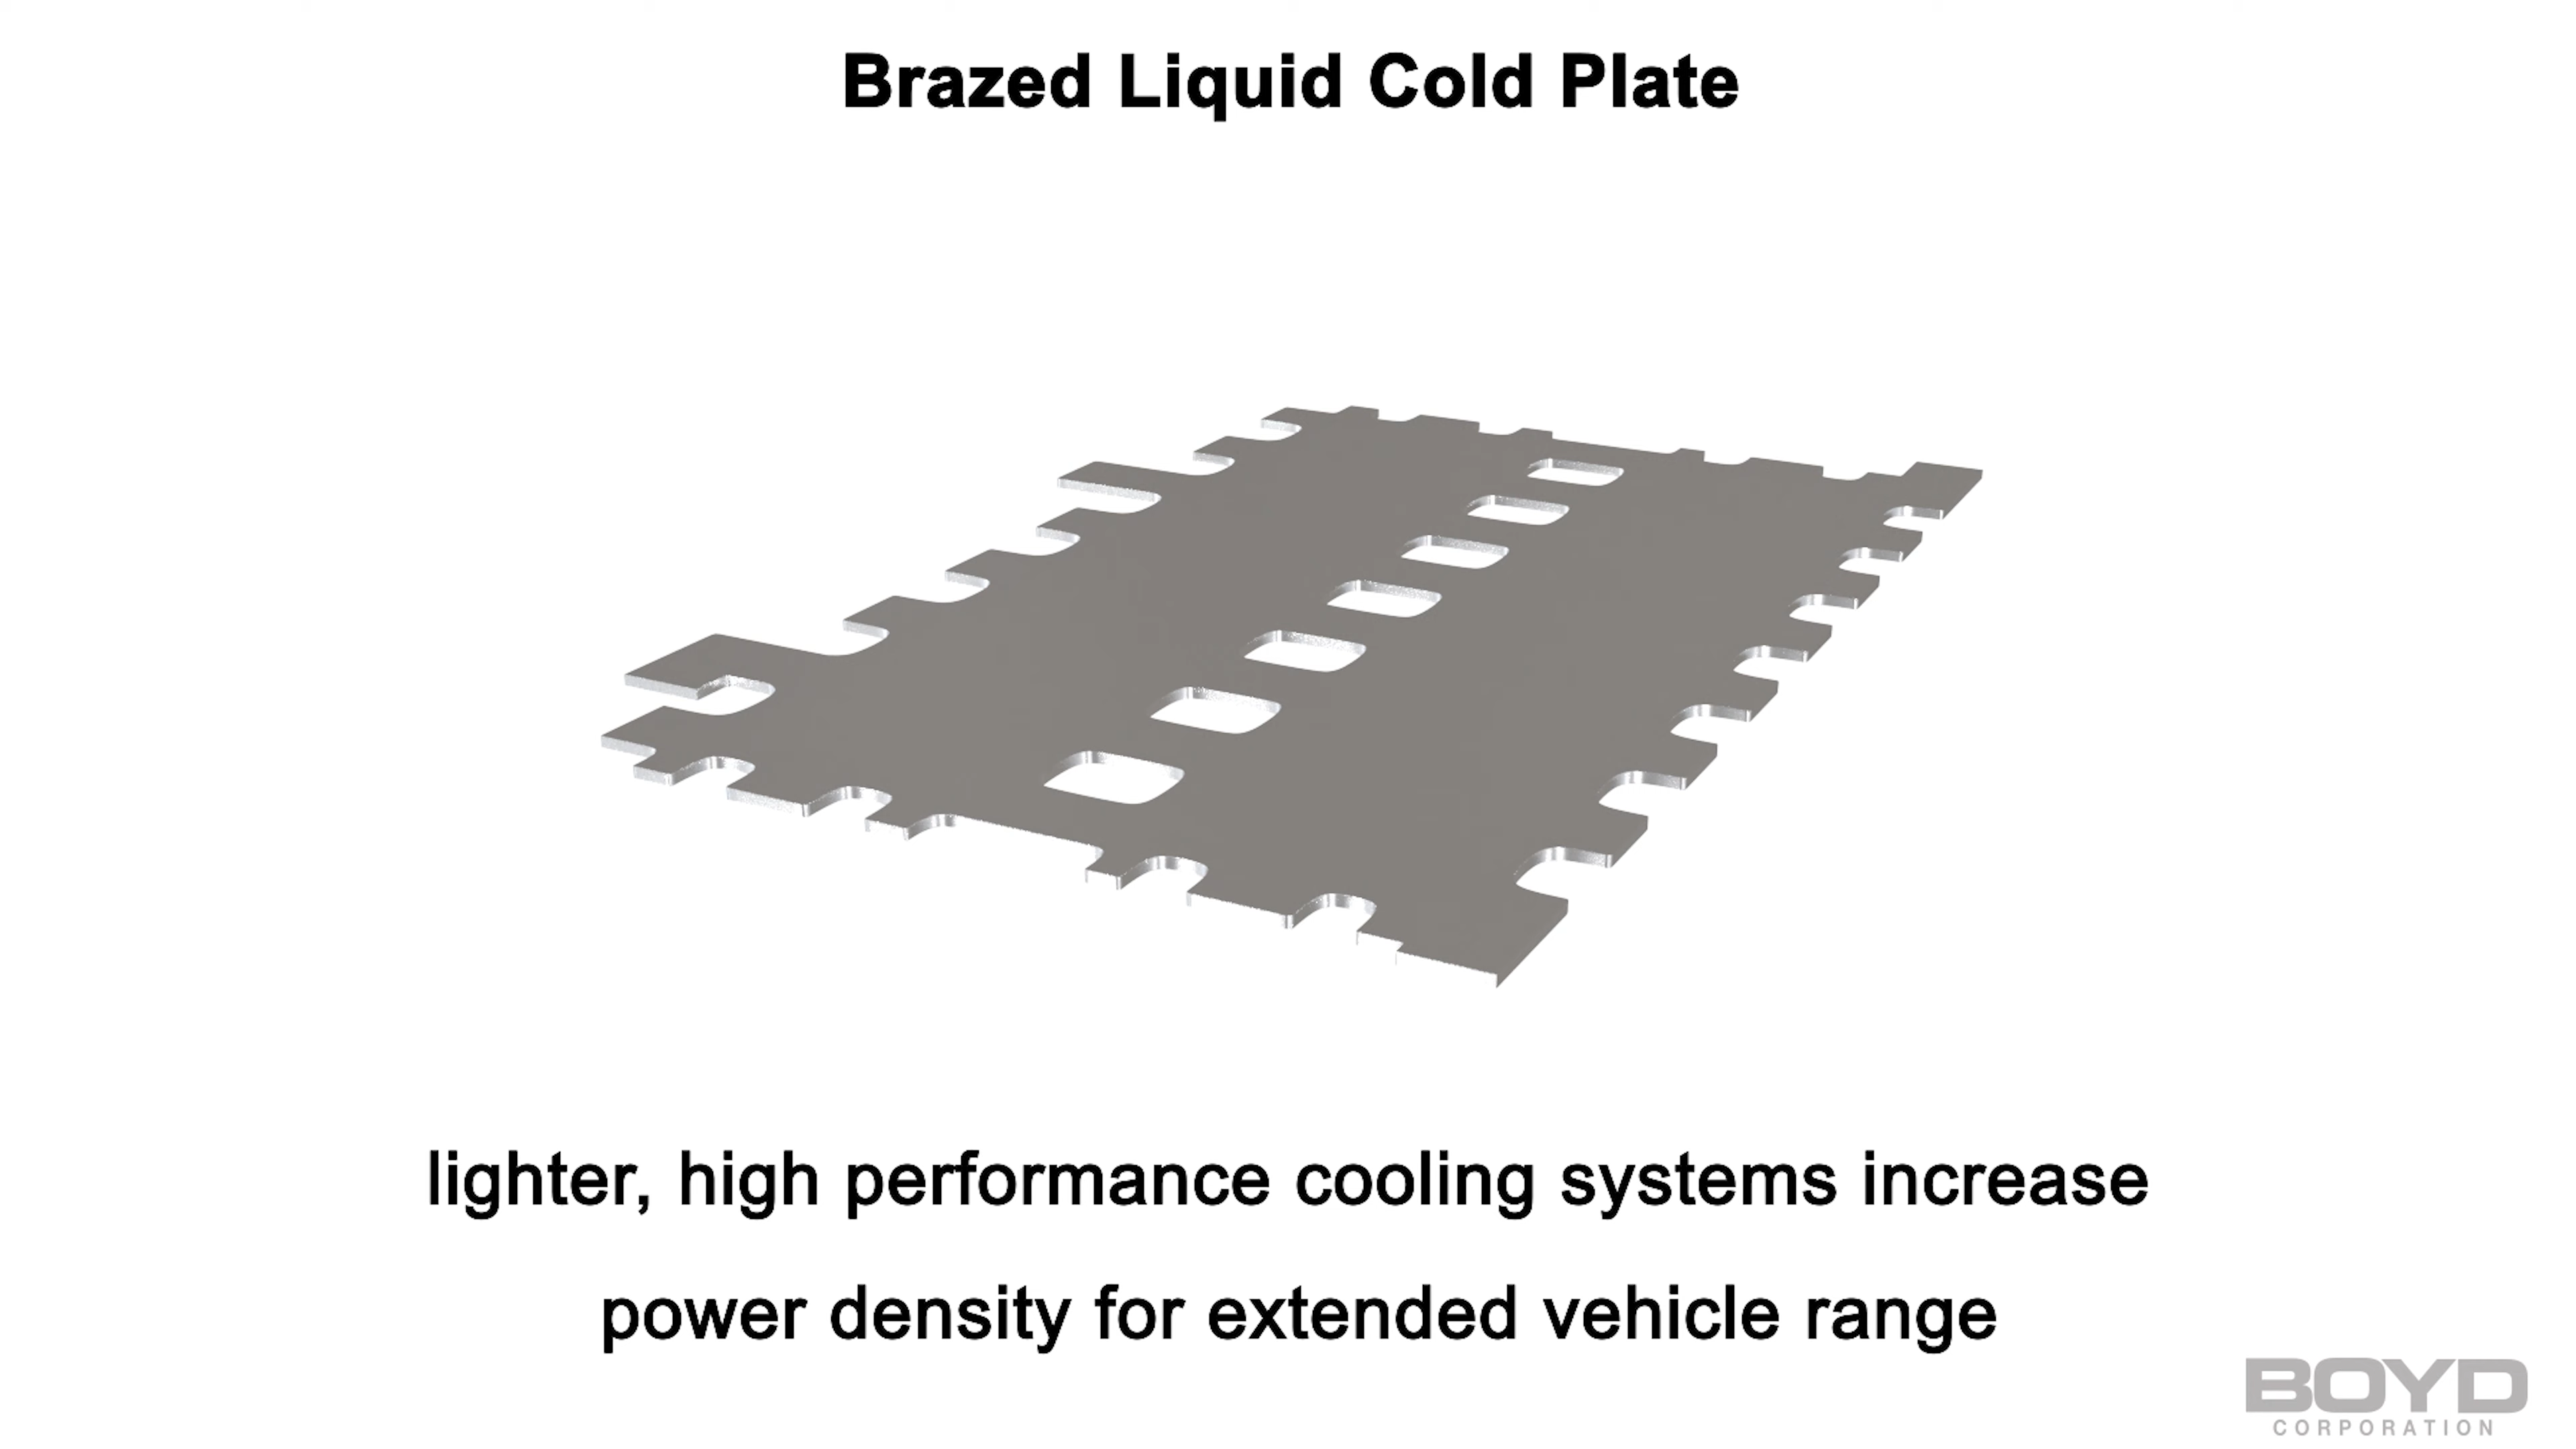 Brazed Liquid Cold Plate
lighter, high performance cooling systems increase
power density for extended vehicle range
BOYD
CORPORATION